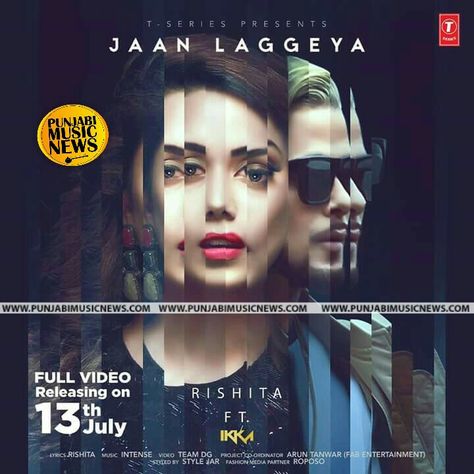 T-SERIES PRESENTS
JAAN LAGGEYA
T
T-SERIES
PUNJABI
MUSIC
NEWS
WWW.PUNJABIMUSICNEWS.COM WWW.PUNJABIMUSICNEWS.COM WWW.PUNJABIMUSICNEWS.COM
FULL VIDEO
Releasing on
13th
July
RISHITA
FT.
IKKA
LYRICS RISHITA MUSIC INTENSE VIDEO TEAM DG PROJECT CO-ORDINATOR ARUN TANWAR (FAB ENTERTAINMENT)
STYLED BY STYLE JAR FASHION MEDIA PARTNER ROPOSO